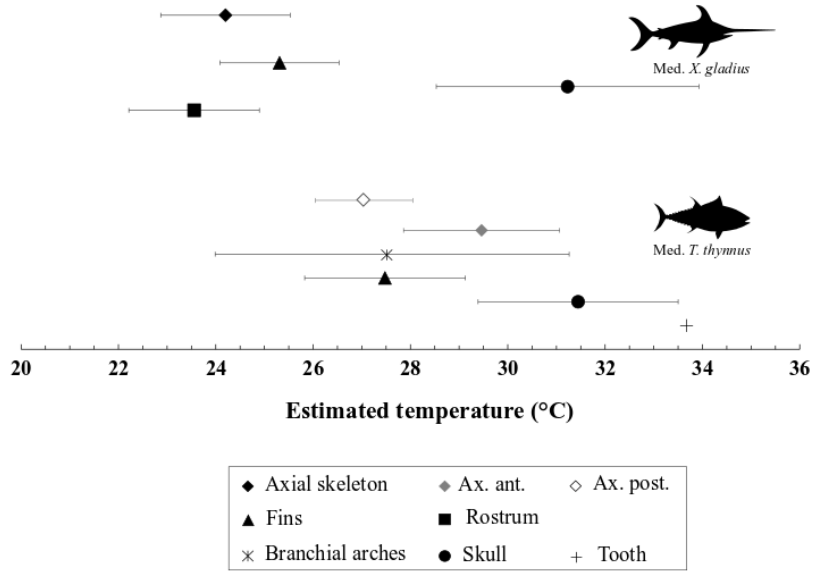 Med. X. gladius
Med. T. thynnus
20 22 24 26 28 30 32 34 36
Estimated temperature (°C)
Axial skeleton Ax. ant. Ax. post.
Fins Rostrum
Branchial arches Skull Tooth